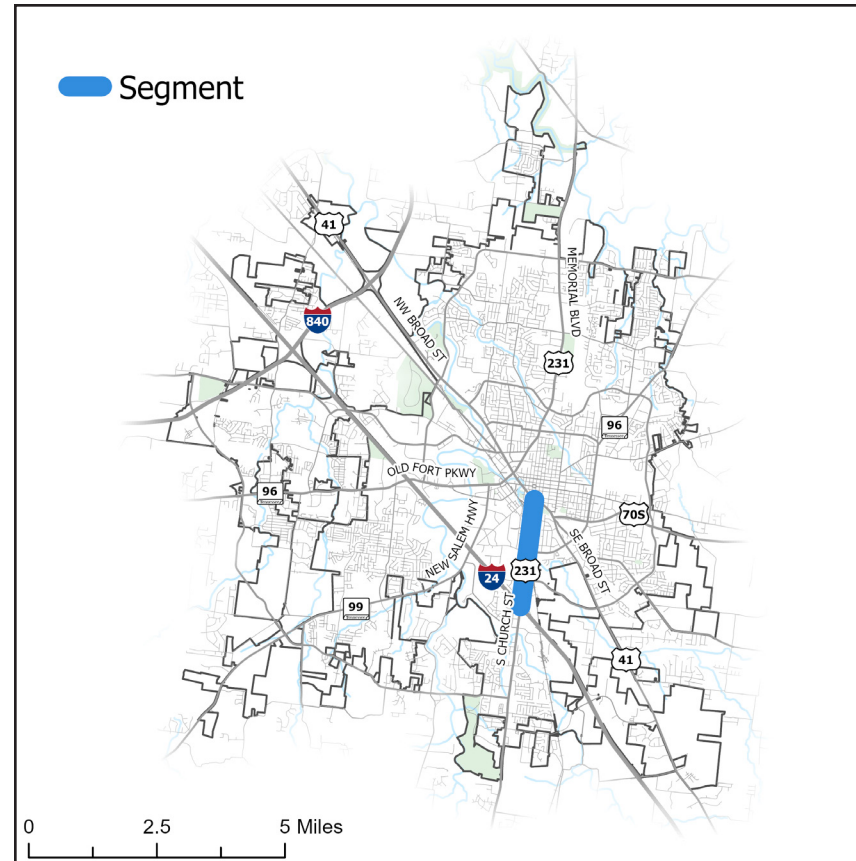 Segment
41
840
NW BROAD ST
MEMORIAL BLVD
231
96
OLD FORT PKWY
96
70S
NEW SALEM HWY
SE BROAD ST
24
231
99
S CHURCH ST
41
0 2.5 5 Miles